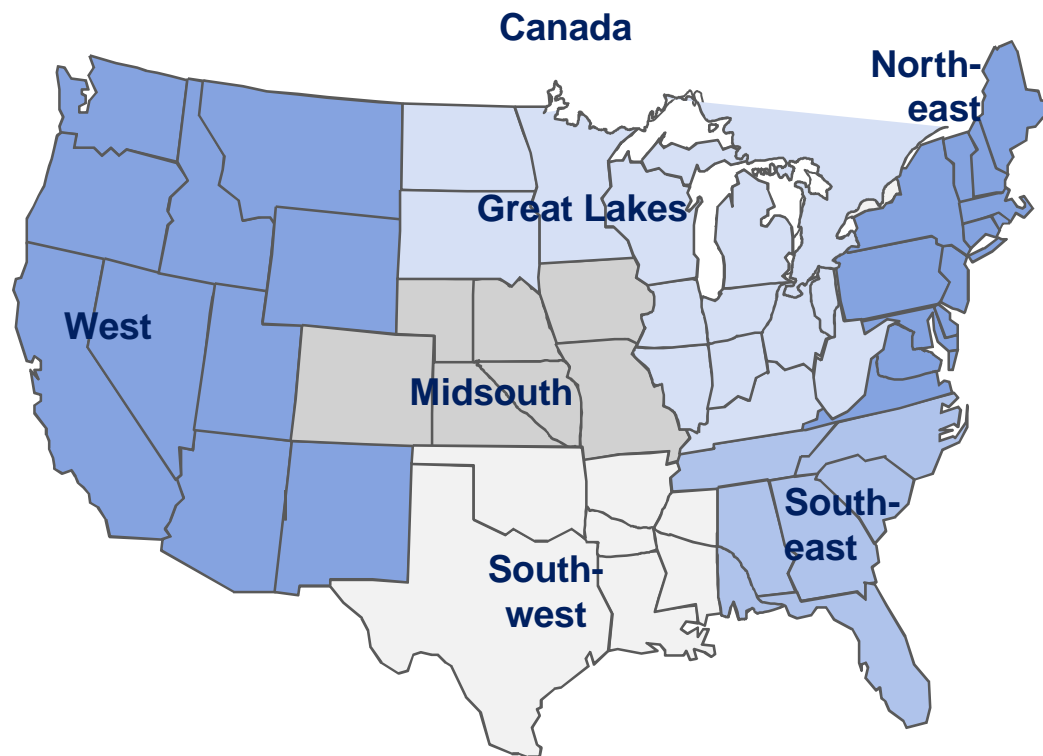 Canada
North-
east
Great Lakes
West
Midsouth
South-
east
South-
west